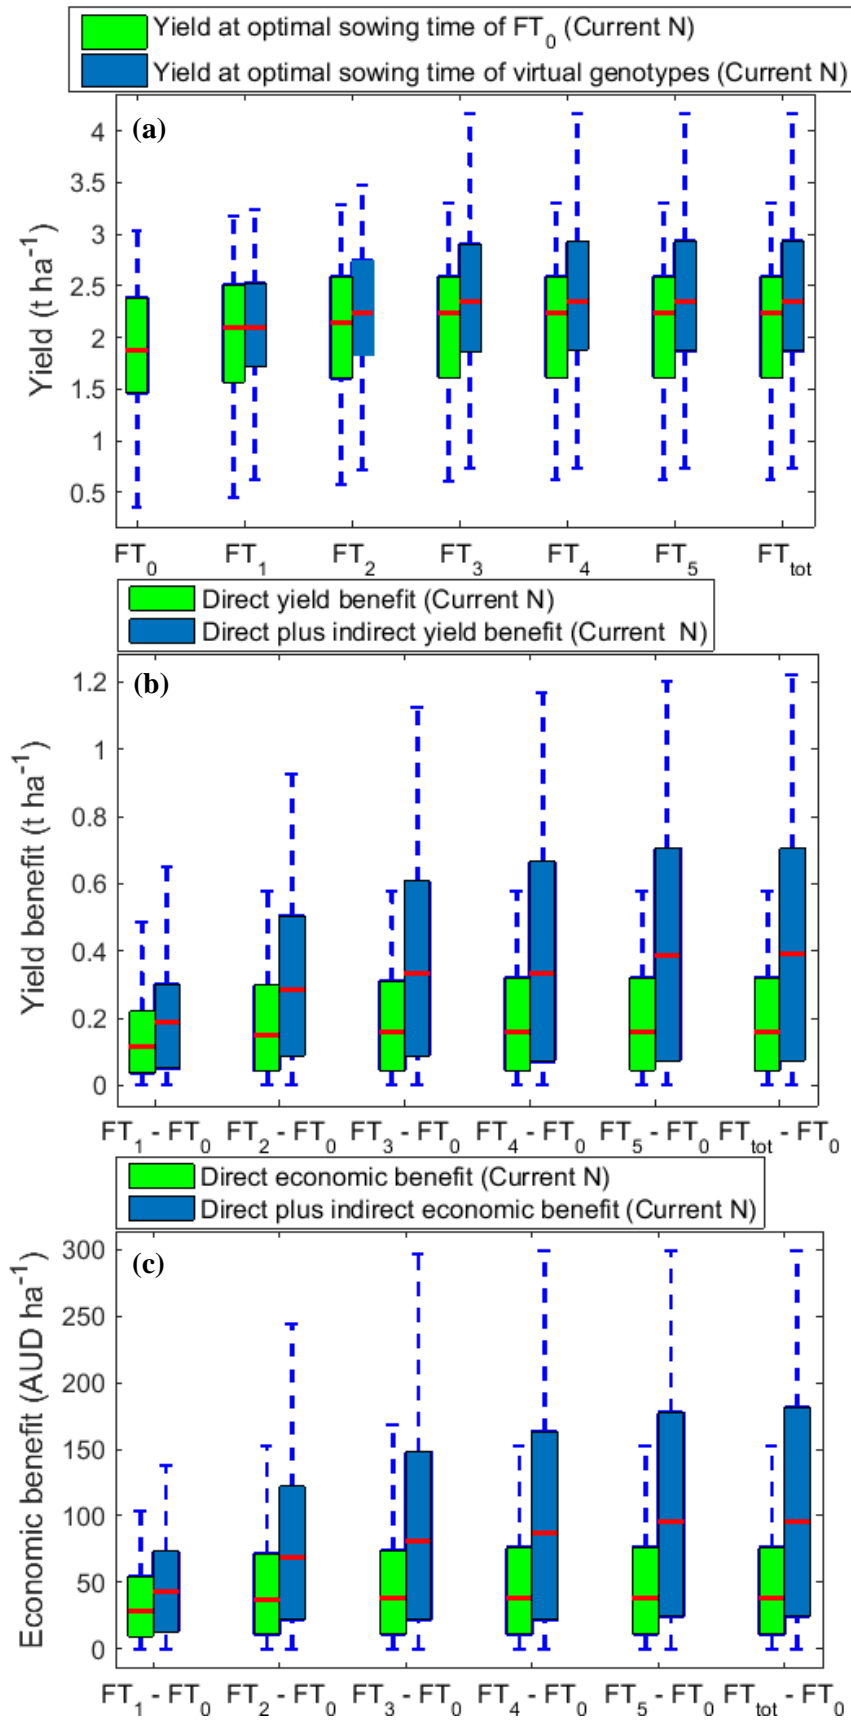 Yield at optimal sowing time of FT0 (Current N)
Yield at optimal sowing time of virtual genotypes (Current N)
(a)
Yield (t ha-1)
4
3.5
3
2.5
2
1.5
1
0.5
FT0 FT1 FT2 FT3 FT4 FT5 FTtot
Direct yield benefit (Current N)
Direct plus indirect yield benefit (Current N)
(b)
Yield benefit (t ha-1)
1.2
1
0.8
0.6
0.4
0.2
0
FT1 - FT0 FT2 - FT0 FT3 - FT0 FT4 - FT0 FT5 - FT0 FTtot - FT0
Direct economic benefit (Current N)
Direct plus indirect economic benefit (Current N)
(c)
Economic benefit (AUD ha-1)
300
250
200
150
100
50
0
FT1 - FT0 FT2 - FT0 FT3 - FT0 FT4 - FT0 FT5 - FT0 FTtot - FT0